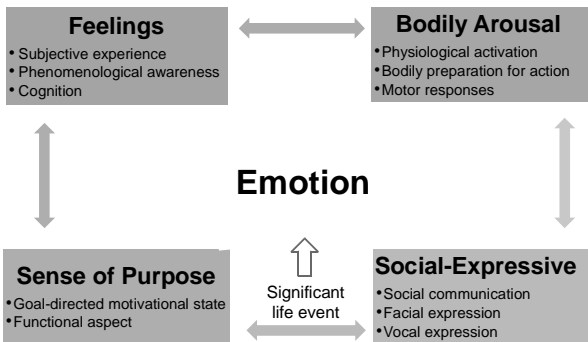 Feelings
• Subjective experience
• Phenomenological awareness
• Cognition
Bodily Arousal
• Physiological activation
• Bodily preparation for action
• Motor responses
Emotion
Sense of Purpose
• Goal-directed motivational state
• Functional aspect
Significant
life event
Social-Expressive
• Social communication
• Facial expression
• Vocal expression